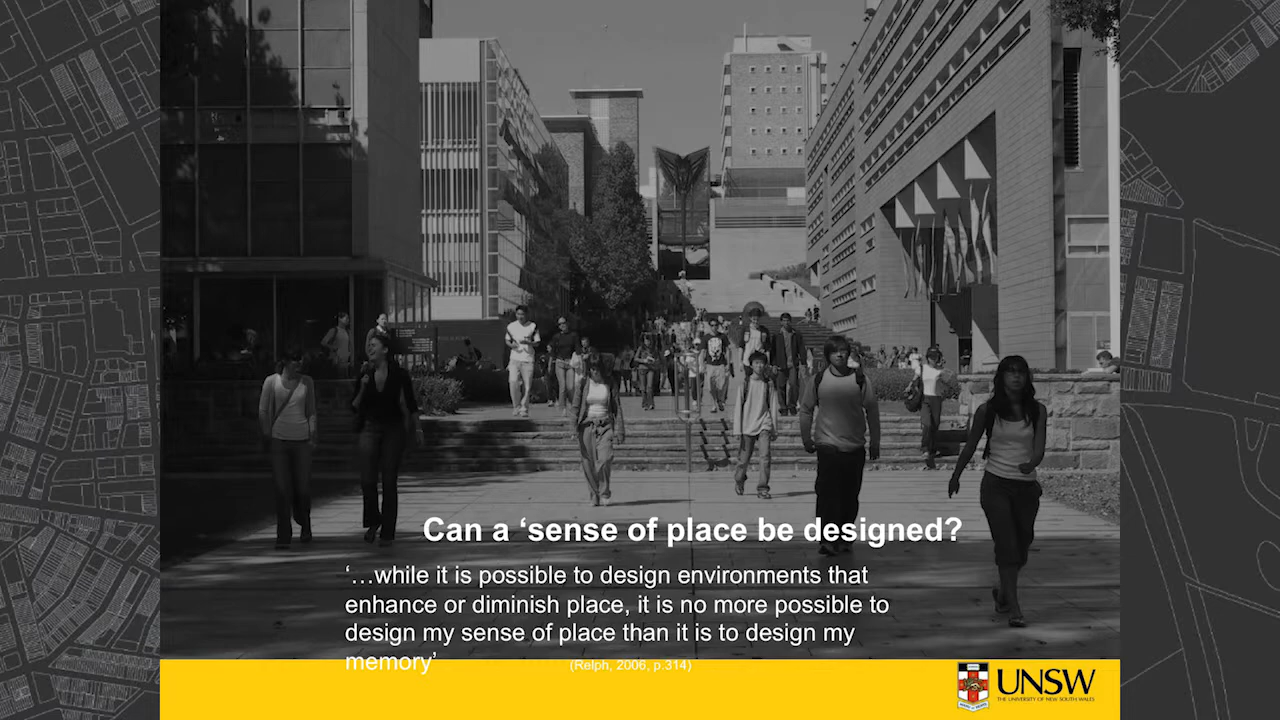 Can a ‘sense of place be designed?
‘…while it is possible to design environments that
enhance or diminish place, it is no more possible to
design my sense of place than it is to design my
memory’
(Relph, 2006, p.314)
UNSW
THE UNIVERSITY OF NEW SOUTH WALES